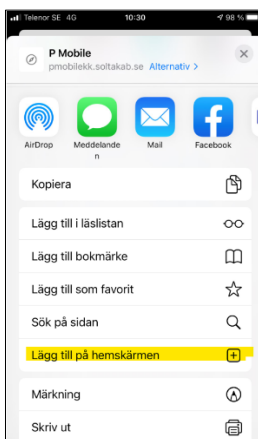 Telenor SE 4G 10:30 98 %
P Mobile
pmobilekk.soltakab.se Alternativ >
AirDrop Meddelande Mail Facebook
n
Kopiera
Lägg till i läslistan
Lägg till bokmärke
Lägg till som favorit
Sök på sidan
Lägg till på hemskärmen
Märkning
Skriv ut